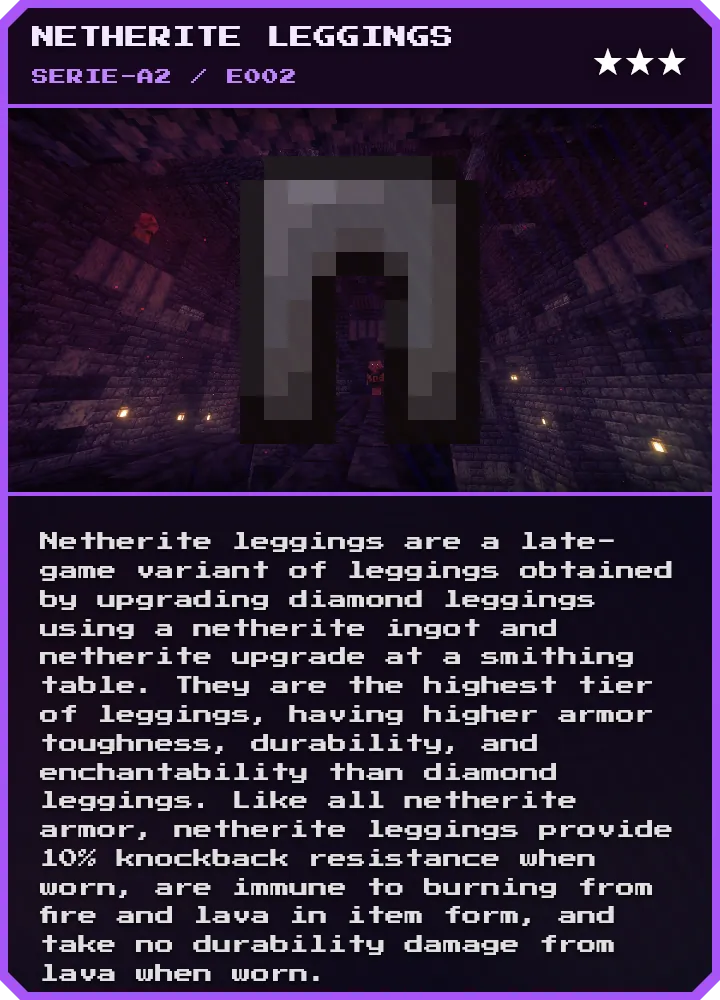 NETHERITE LEGGINGS
SERIE-A2 / E002
★★★
Netherite leggings are a late-
game variant of leggings obtained
by upgrading diamond leggings
using a netherite ingot and
netherite upgrade at a smithing
table. They are the highest tier
of leggings, having higher armor
toughness, durability, and
enchantability than diamond
leggings. Like all netherite
armor, netherite leggings provide
10% knockback resistance when
worn, are immune to burning from
fire and lava in item form, and
take no durability damage from
lava when worn.